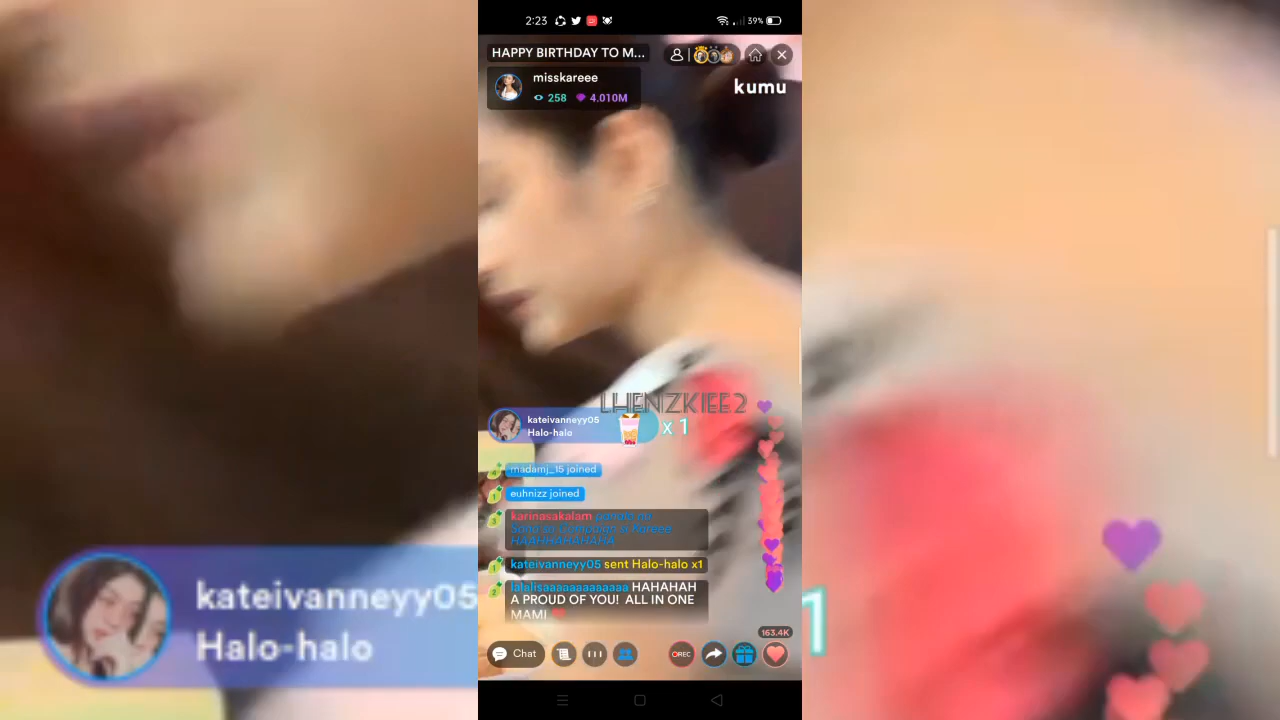 2:23
39%
HAPPY BIRTHDAY TO M...
misskareee
258 4.010M
kumu
LHENZKIEE2
kateivanneyy05
Halo-halo
x 1
madamj_15 joined
euhnizz joined
karinasakalam
HAAHHAHAHAHA
kateivanneyy05 sent Halo-halo x1
HAHAHAH
A PROUD OF YOU! ALL IN ONE
MAMI
163.4K
Chat
REC
kateivanneyy05
Halo-halo
1